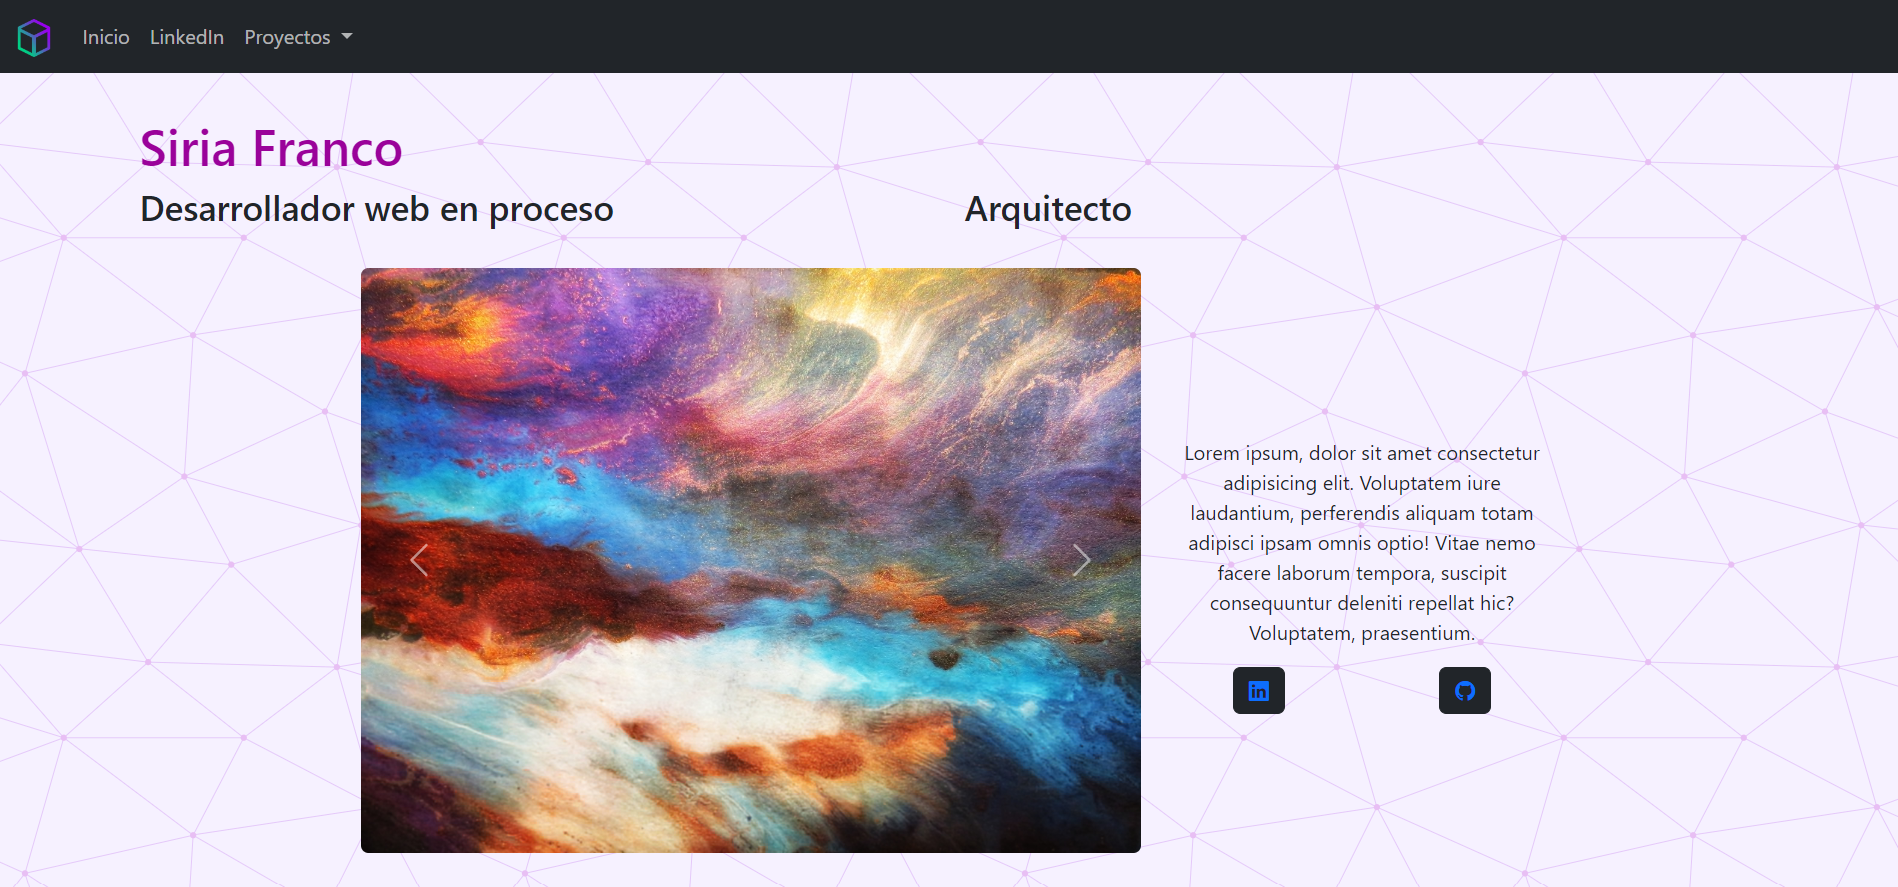 Inicio LinkedIn Proyectos
Siria Franco
Desarrollador web en proceso Arquitecto
Lorem ipsum, dolor sit amet consectetur
adipisicing elit. Voluptatem iure
laudantium, perferendis aliquam totam
adipisci ipsam omnis optio! Vitae nemo
facere laborum tempora, suscipit
consequuntur deleniti repellat hic?
Voluptatem, praesentium.
in